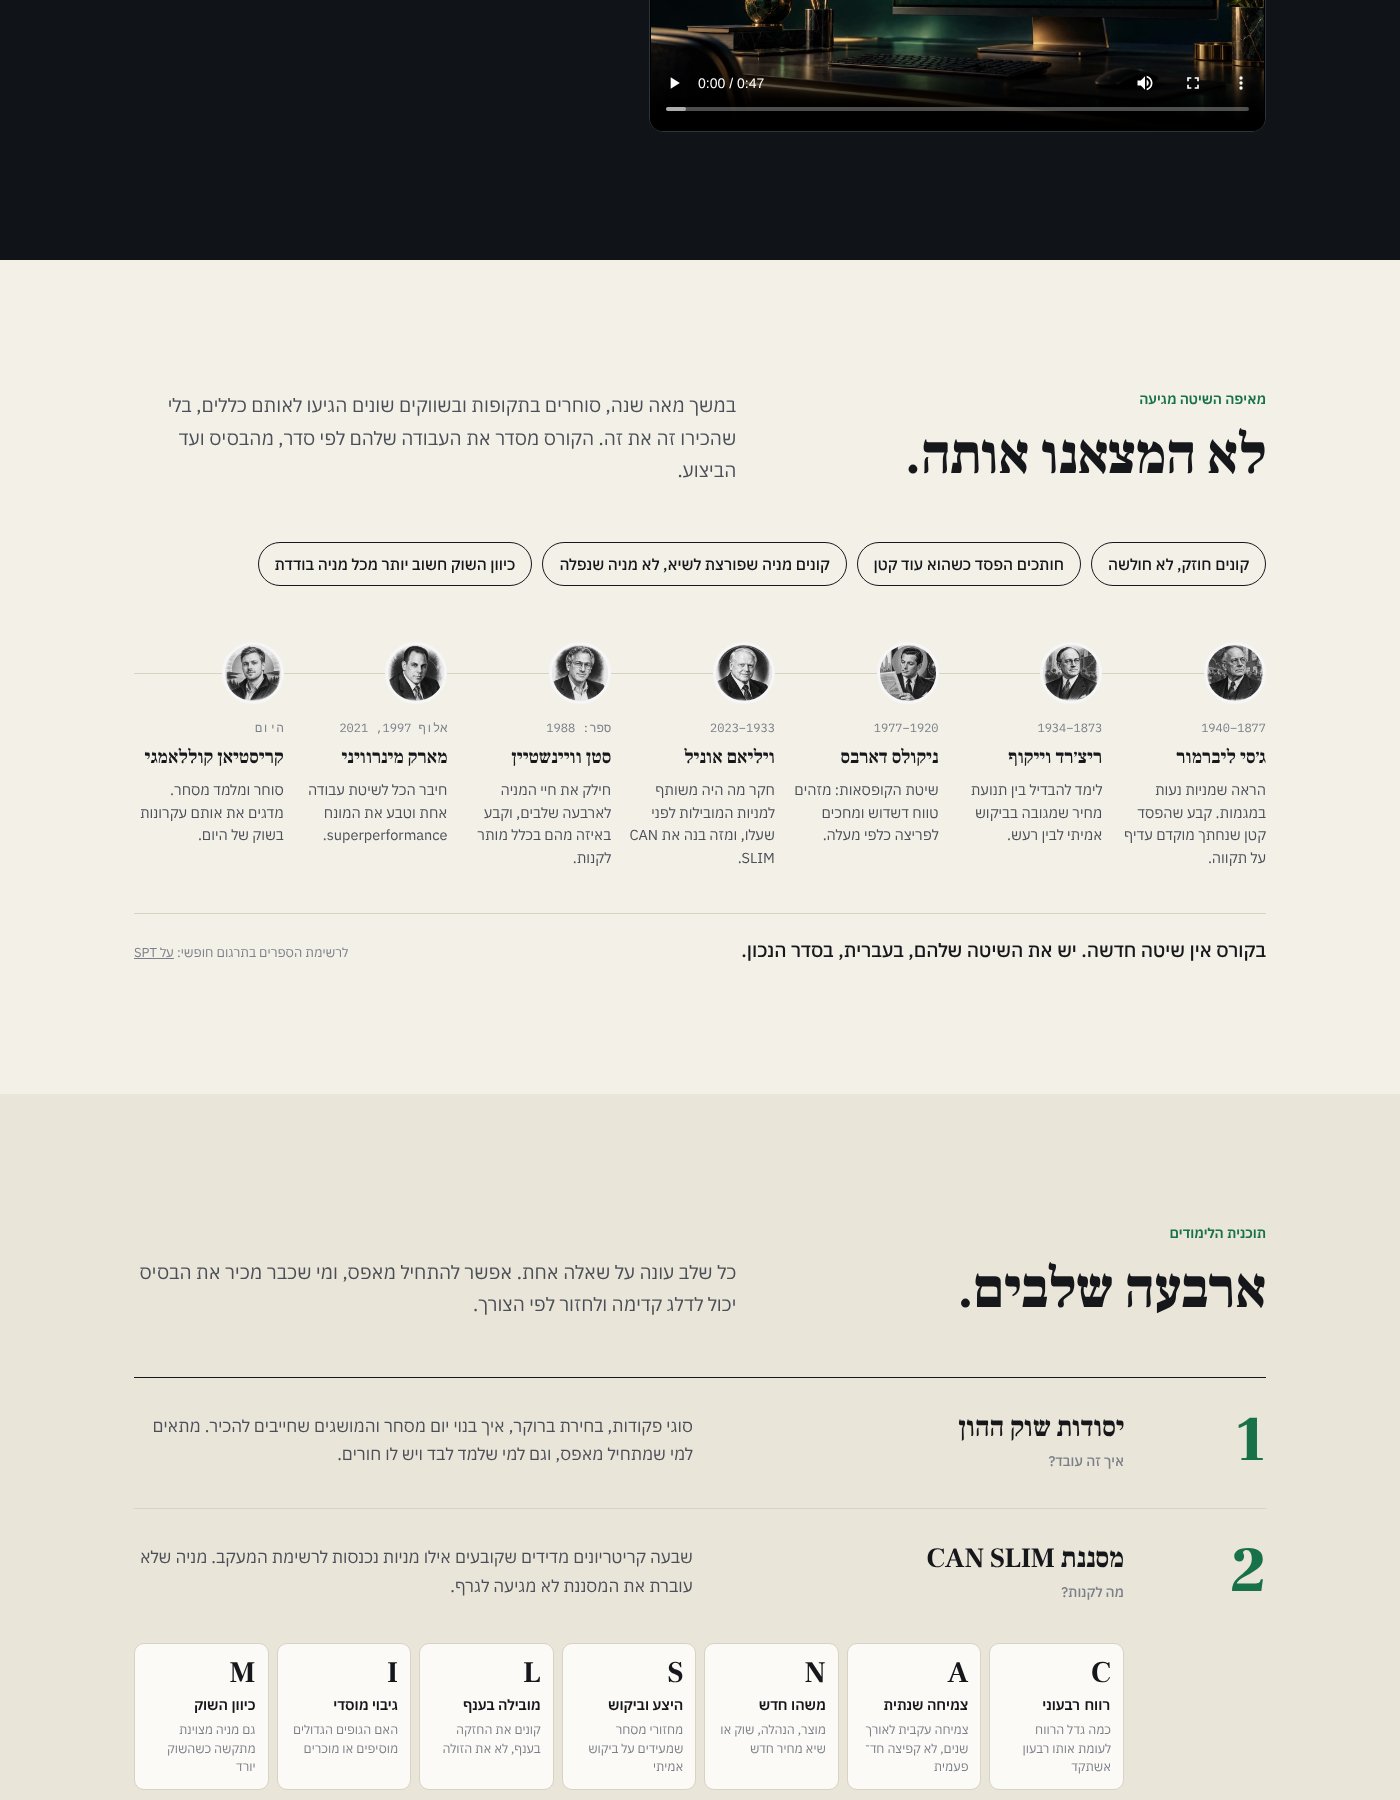 0:00 / 0:47
מאיפה השיטה מגיעה
לא המצאנו אותה.
במשך מאה שנה, סוחרים בתקופות ובשווקים שונים הגיעו לאותם כללים, בלי
שהכירו זה את זה. הקורס מסדר את העבודה שלהם לפי סדר, מהבסיס ועד
הביצוע.
קונים חוזק, לא חולשה
חותכים הפסד כשהוא עוד קטן
קונים מניה שפורצת לשיא, לא מניה שנפלה
כיוון השוק חשוב יותר מכל מניה בודדת
1877–1940
ג׳סי ליברמור
הראה שמניות נעות
במגמות. קבע שהפסד
קטן שנחתך מוקדם עדיף
על תקווה.
1873–1934
ריצ׳רד וייקוף
לימד להבדיל בין תנועת
מחיר שמגובה בביקוש
אמיתי לבין רעש.
1920–1977
ניקולס דארבס
שיטת הקופסאות: מזהים
טווח דשדוש ומחכים
לפריצה כלפי מעלה.
1933–2023
ויליאם אוניל
חקר מה היה משותף
למניות המובילות לפני
שעלו, ומזה בנה את CAN
SLIM.
ספר: 1988
סטן וויינשטיין
חילק את חיי המניה
לארבעה שלבים, וקבע
באיזה מהם בכלל מותר
לקנות.
אלוף 1997, 2021
מארק מינרוויני
חיבר הכל לשיטת עבודה
אחת וטבע את המונח
superperformance.
היום
קריסטיאן קוללאמגי
סוחר ומלמד מסחר.
מדגים את אותם עקרונות
בשוק של היום.
בקורס אין שיטה חדשה. יש את השיטה שלהם, בעברית, בסדר הנכון.
לרשימת הספרים בתרגום חופשי: על SPT
תוכנית הלימודים
ארבעה שלבים.
כל שלב עונה על שאלה אחת. אפשר להתחיל מאפס, ומי שכבר מכיר את הבסיס
יכול לדלג קדימה ולחזור לפי הצורך.
1
יסודות שוק ההון
איך זה עובד?
סוגי פקודות, בחירת ברוקר, איך בנוי יום מסחר והמושגים שחייבים להכיר. מתאים
למי שמתחיל מאפס, וגם למי שלמד לבד ויש לו חורים.
2
מסננת CAN SLIM
מה לקנות?
שבעה קריטריונים מדידים שקובעים אילו מניות נכנסות לרשימת המעקב. מניה שלא
עוברת את המסננת לא מגיעה לגרף.
C
רווח רבעוני
כמה גדל הרווח
לעומת אותו רבעון
אשתקד
A
צמיחה שנתית
צמיחה עקבית לאורך
שנים, לא קפיצה חד־
פעמית
N
משהו חדש
מוצר, הנהלה, שוק או
שיא מחיר חדש
S
היצע וביקוש
מחזורי מסחר
שמעידים על ביקוש
אמיתי
L
מובילה בענף
קונים את החזקה
בענף, לא את הזולה
I
גיבוי מוסדי
האם הגופים הגדולים
מוסיפים או מוכרים
M
כיוון השוק
גם מניה מצוינת
מתקשה כשהשוק
יורד